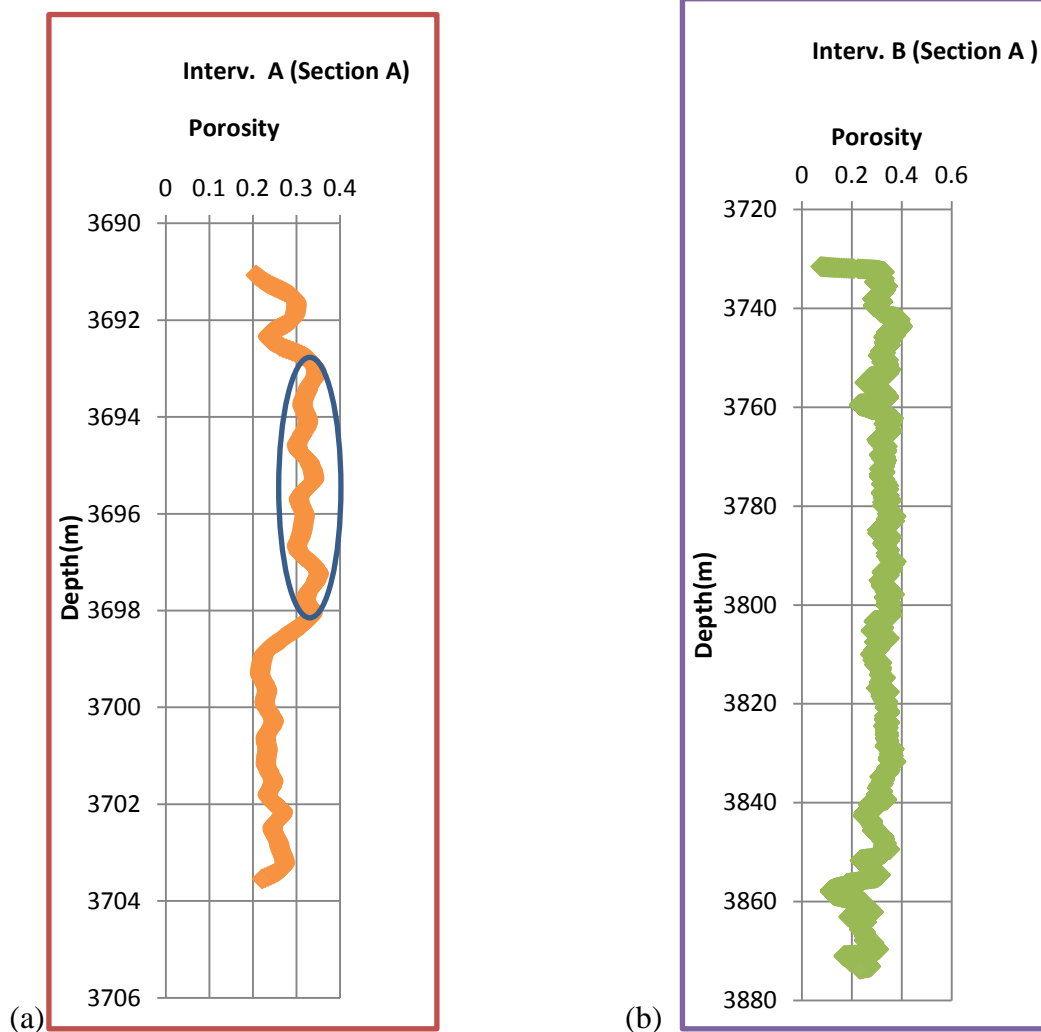 Interv. A (Section A)
Porosity
0 0.1 0.2 0.3 0.4
3690
3692
3694
3696
3698
3700
3702
3704
3706
Depth(m)
(a)
Interv. B (Section A )
Porosity
0 0.2 0.4 0.6
3720
3740
3760
3780
3800
3820
3840
3860
3880
Depth(m)
(b)